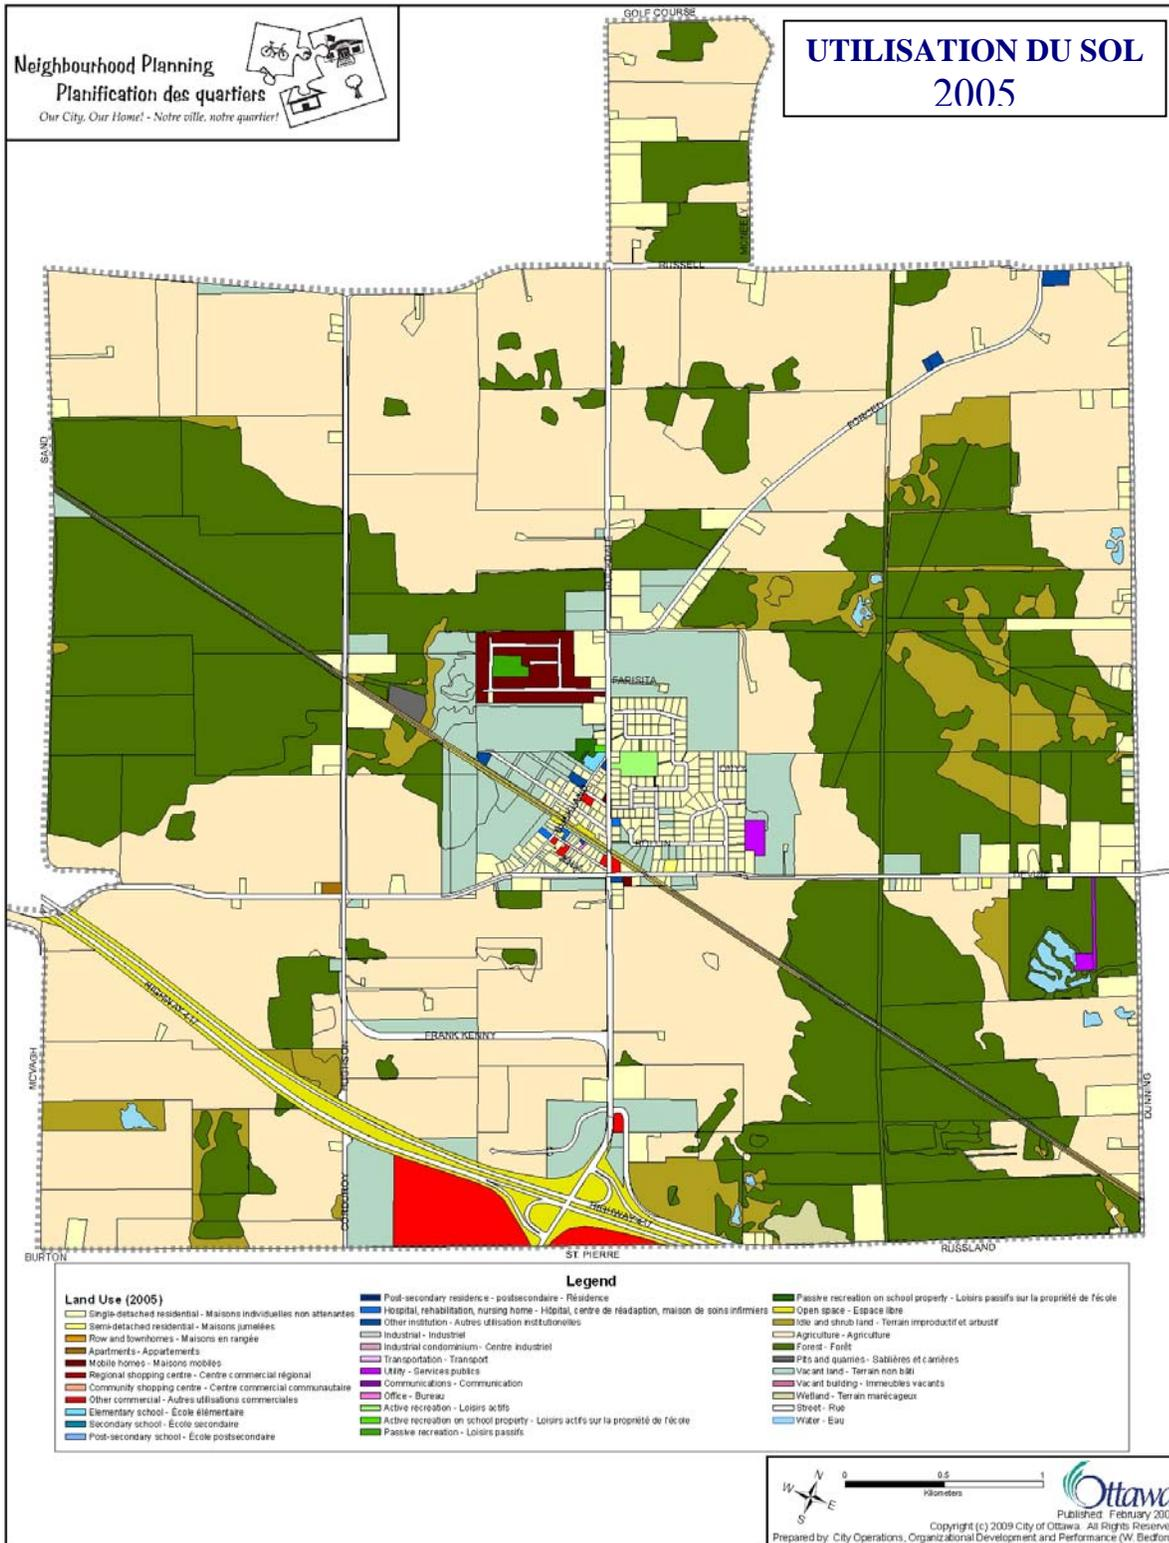 Neighbourhood Planning
Planification des quartiers
Our City, Our Home! - Notre ville, notre quartier!
UTILISATION DU SOL
2005
GOLF COURSE
MCNEELY
RUSSELL
SAND
FORCED
FARISITA
ONYX
HIGHWAY 417
FRANK KENNY
MCVAGH
DUNNING
CORDUROY
HIGHWAY 417
BURTON
ST. PIERRE
RUSSLAND
Legend
Land Use (2005)
Single-detached residential - Maisons individuelles non attenantes
Semi-detached residential - Maisons jumelées
Row and townhomes - Maisons en rangée
Apartments - Appartements
Mobile homes - Maisons mobiles
Regional shopping centre - Centre commercial régional
Community shopping centre - Centre commercial communautaire
Other commercial - Autres utilisations commerciales
Elementary school - École élémentaire
Secondary school - École secondaire
Post-secondary school - École postsecondaire
Post-secondary residence - postsecondaire - Résidence
Hospital, rehabilitation, nursing home - Hôpital, centre de réadaption, maison de soins infirmiers
Other institution - Autres utilisation institutionelles
Industrial - Industriel
Industrial condominium - Centre industriel
Transportation - Transport
Utility - Services publics
Communications - Communication
Office - Bureau
Active recreation - Loisirs actifs
Active recreation on school property - Loisirs actifs sur la propriété de l'école
Passive recreation - Loisirs passifs
Passive recreation on school property - Loisirs passifs sur la propriété de l'école
Open space - Espace libre
Idle and shrub land - Terrain improductif et arbustif
Agriculture - Agriculture
Forest - Forêt
Pits and quarries - Sablières et carrières
Vacant land - Terrain non bâti
Vacant building - Immeubles vacants
Wetland - Terrain marécageux
Street - Rue
Water - Eau
N
W
E
S
0 0.5 1
Kilometers
Ottawa
Published: February 200
Copyright (c) 2009 City of Ottawa. All Rights Reserve
Prepared by: City Operations, Organizational Development and Performance (W. Bedfor